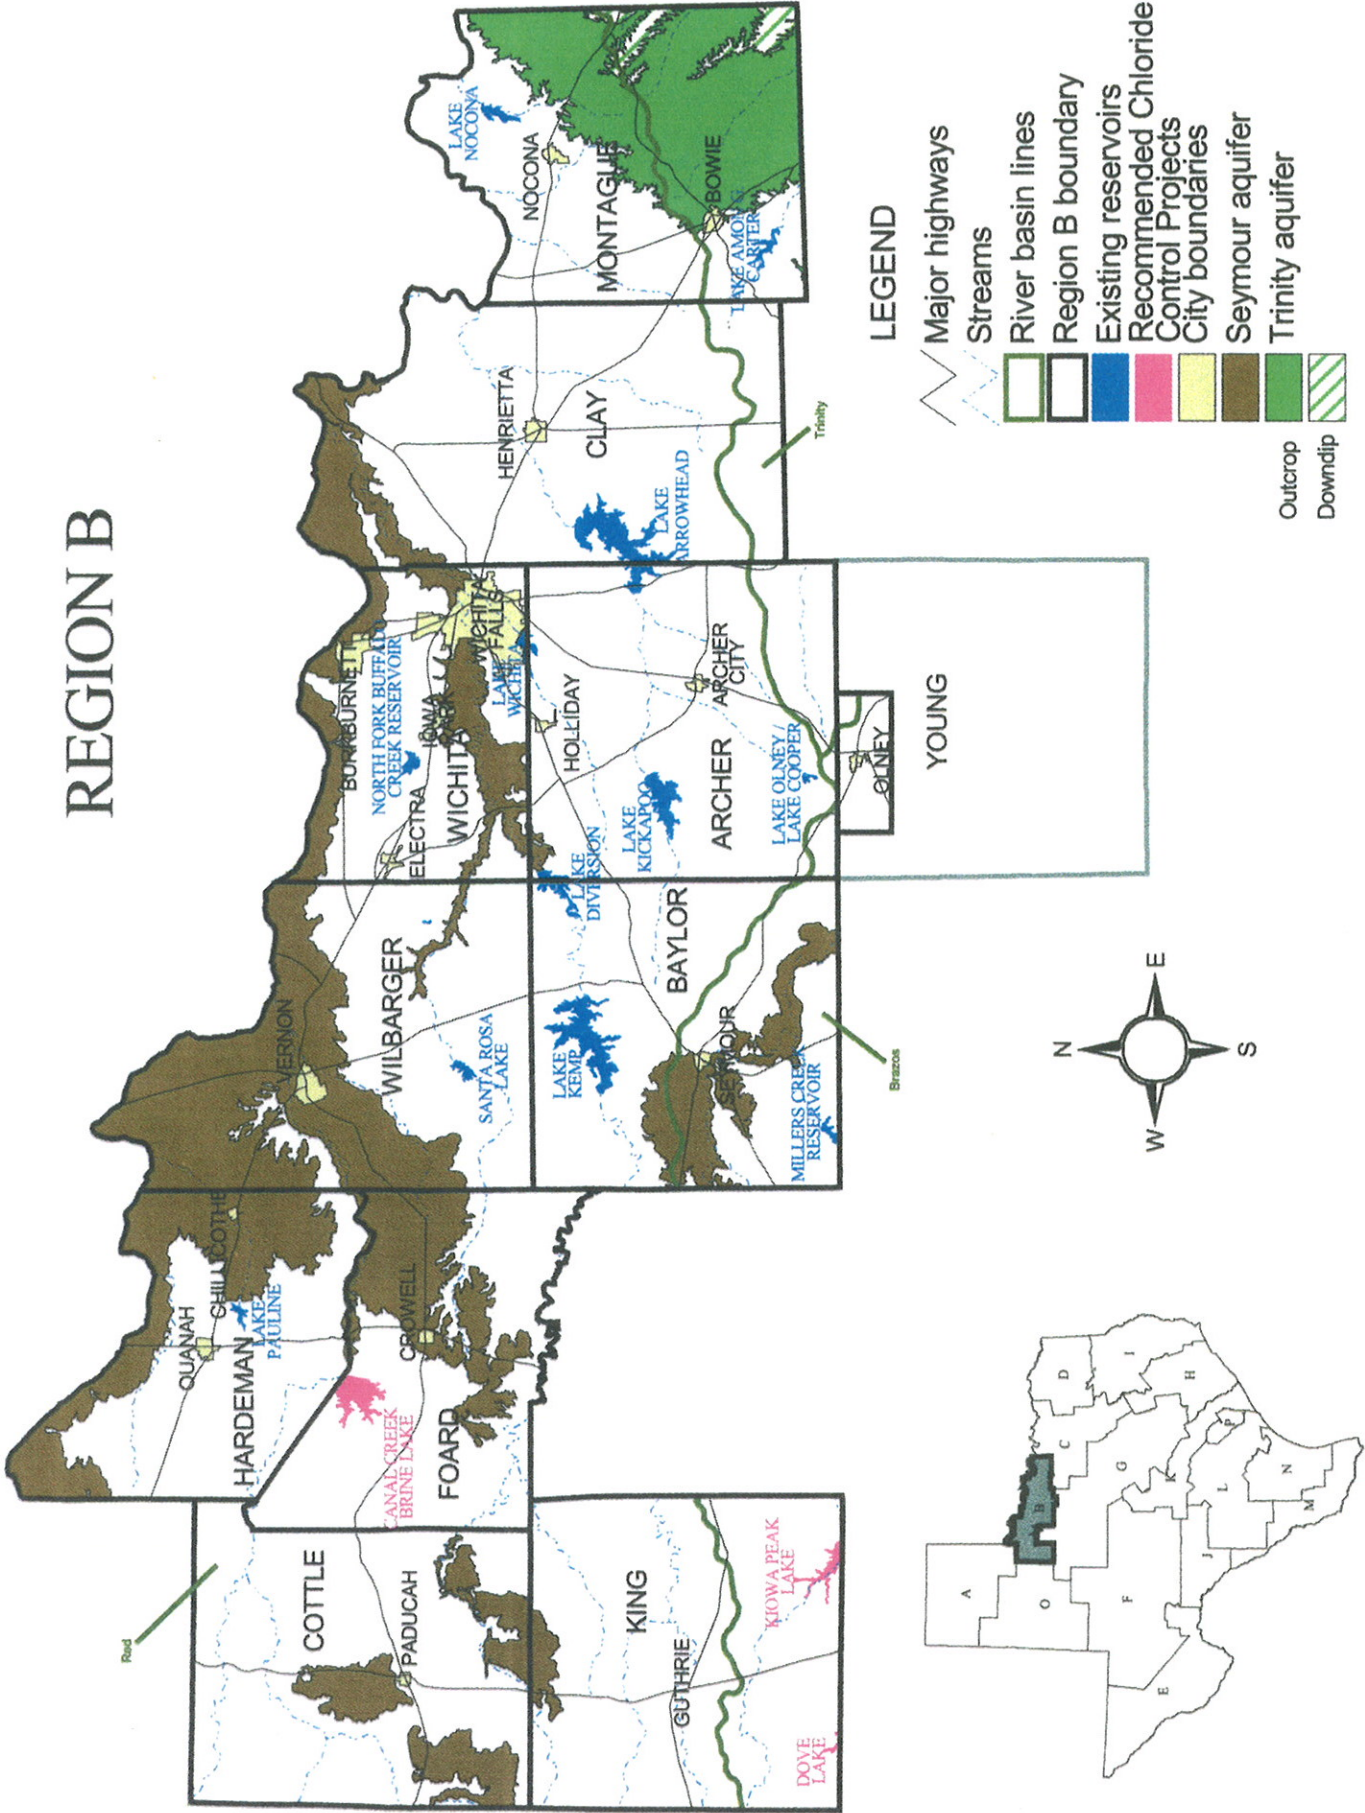 REGION B
Red
COTTLE
PADUCAH
KING
GUTHRIE
DOVE
LAKE
KIOWA PEAK
LAKE
QUANAH
CHILLICOTHE
HARDEMAN
LAKE
PAULINE
CANAL CREEK
BRINE LAKE
CROWELL
FOARD
VERNON
WILBARGER
SANTA ROSA
LAKE
LAKE
KEMP
BAYLOR
SEYMOUR
MILLERS CREEK
RESERVOIR
Brazos
BURKBURNETT
NORTH FORK BUFFALO
CREEK RESERVOIR
IOWA
PARK
ELECTRA
WICHITA
WICHITA
FALLS
LAKE
WICHITA
LAKE
DIVERSION
HOLLIDAY
LAKE
KICKAPOO
ARCHER
CITY
ARCHER
LAKE OLNEY/
LAKE COOPER
OLNEY
YOUNG
HENRIETTA
CLAY
LAKE
ARROWHEAD
Trinity
LAKE
NOCONA
NOCONA
MONTAGUE
BOWIE
LAKE AMON G.
CARTER
LEGEND
Major highways
Streams
River basin lines
Region B boundary
Existing reservoirs
Recommended Chloride
Control Projects
City boundaries
Seymour aquifer
Outcrop
Trinity aquifer
Downdip
N
W
E
S
A
O
B
C
D
I
F
G
H
E
K
L
P
J
N
M